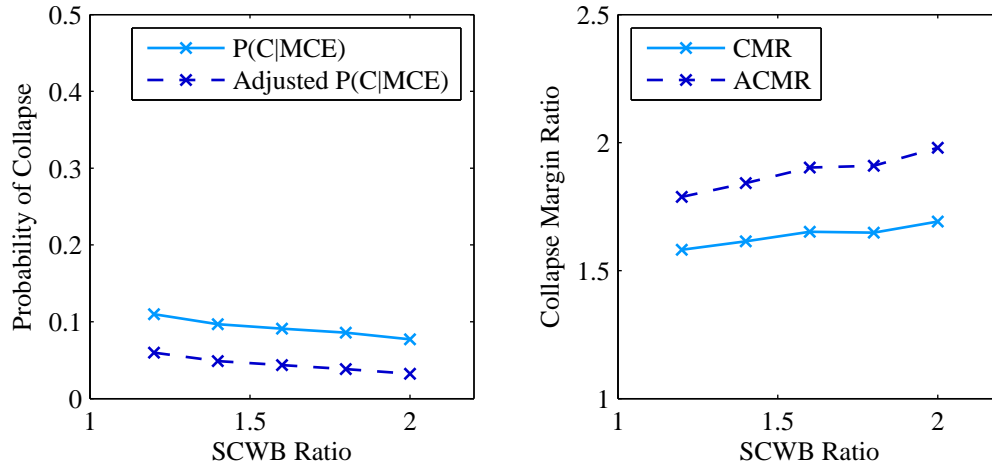 0.5
0.4
0.3
0.2
0.1
0
1
1.5
2
Probability of Collapse
SCWB Ratio
P(C|MCE)
Adjusted P(C|MCE)
2.5
2
1.5
1
1
1.5
2
Collapse Margin Ratio
SCWB Ratio
CMR
ACMR